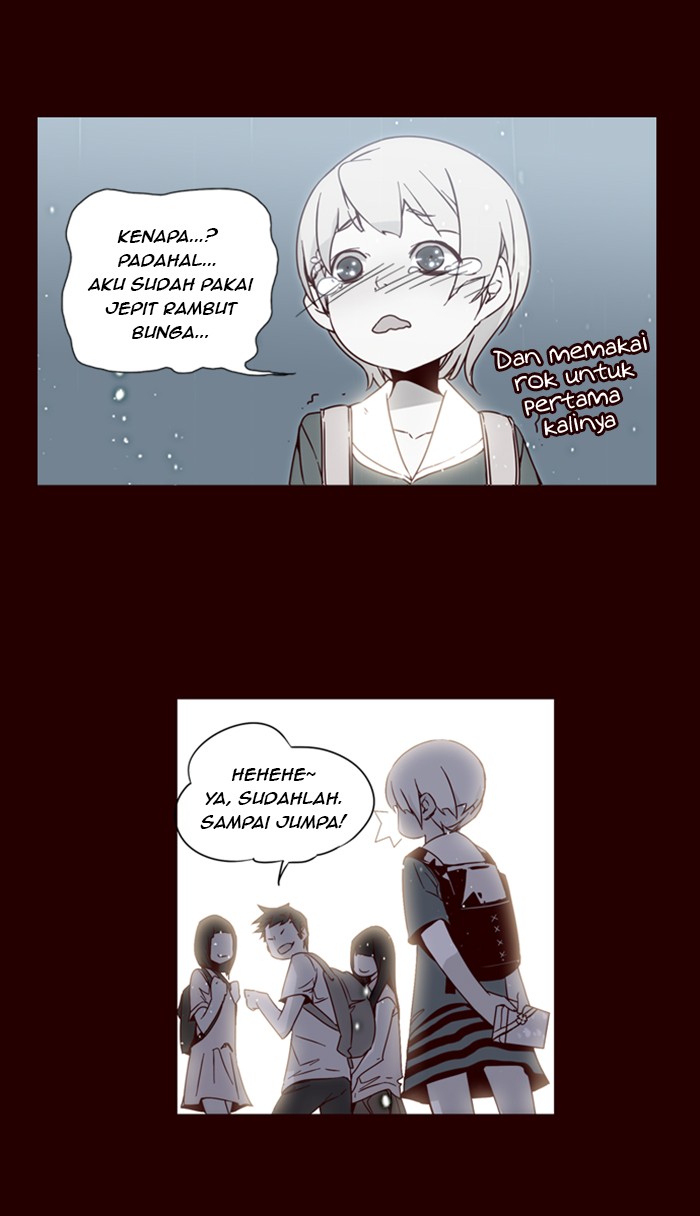 KENAPA...?
PADAHAL...
AKU SUDAH PAKAI
JEPIT RAMBUT
BUNGA...
Dan memakai
rok untuk
pertama
kalinya
HEHEHE~
YA, SUDAHLAH.
SAMPAI JUMPA!